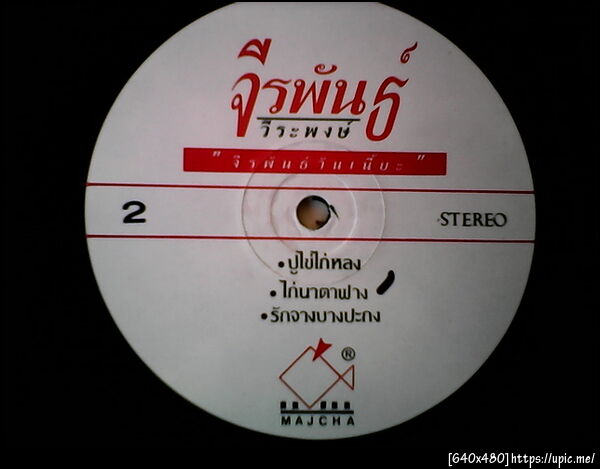 จีรพันธ์
วีระพงษ์
"จีรพันธ์วันเนี๊ยะ"
2 STEREO
• ปูไข่ไก่หลง
• ไก่นาตาฟาง
• รักจางบางปะกง
®
MAJCHA
[640x480]https://upic.me/